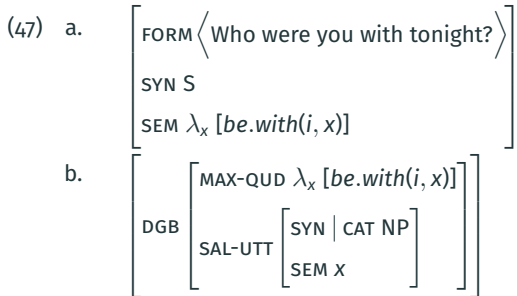 (47) a. [FORM ⟨Who were you with tonight?⟩
SYN S
SEM λx [be.with(i, x)]]
b. [DGB [MAX-QUD λx [be.with(i, x)]
SAL-UTT [SYN | CAT NP
SEM x]]]